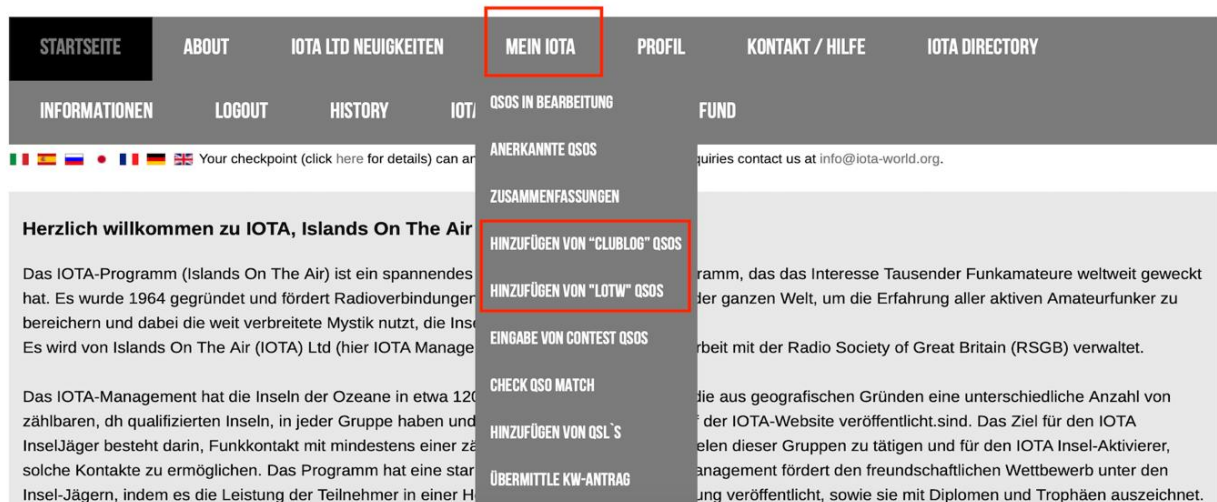 STARTSEITE ABOUT IOTA LTD NEUIGKEITEN MEIN IOTA PROFIL KONTAKT / HILFE IOTA DIRECTORY
INFORMATIONEN LOGOUT HISTORY FUND
QSOS IN BEARBEITUNG
ANERKANNTE QSOS
ZUSAMMENFASSUNGEN
HINZUFÜGEN VON “CLUBLOG” QSOS
HINZUFÜGEN VON "LOTW" QSOS
EINGABE VON CONTEST QSOS
CHECK QSO MATCH
HINZUFÜGEN VON QSL`S
ÜBERMITTLE KW-ANTRAG
Your checkpoint (click here for details) can contact us at info@iota-world.org.
Herzlich willkommen zu IOTA, Islands On The Air
Das IOTA-Programm (Islands On The Air) ist ein spannendes das das Interesse Tausender Funkamateure weltweit geweckt
hat. Es wurde 1964 gegründet und fördert der ganzen Welt, um die Erfahrung aller aktiven Amateurfunker zu
bereichern und dabei die weit verbreitete Mystik nutzt, die
Es wird von Islands On The Air (IOTA) Ltd (hier IOTA mit der Radio Society of Great Britain (RSGB) verwaltet.
Das IOTA-Management hat die Inseln der Ozeane in etwa die aus geografischen Gründen eine unterschiedliche Anzahl von
zählbaren, dh qualifizierten Inseln, in jeder Gruppe haben und der IOTA-Website veröffentlicht.sind. Das Ziel für den IOTA
InselJäger besteht darin, Funkkontakt mit mindestens einer dieser Gruppen zu tätigen und für den IOTA Insel-Aktivierer,
solche Kontakte zu ermöglichen. Das Programm hat eine fördert den freundschaftlichen Wettbewerb unter den
Insel-Jägern, indem es die Leistung der Teilnehmer in einer veröffentlicht, sowie sie mit Diplomen und Trophäen auszeichnet.